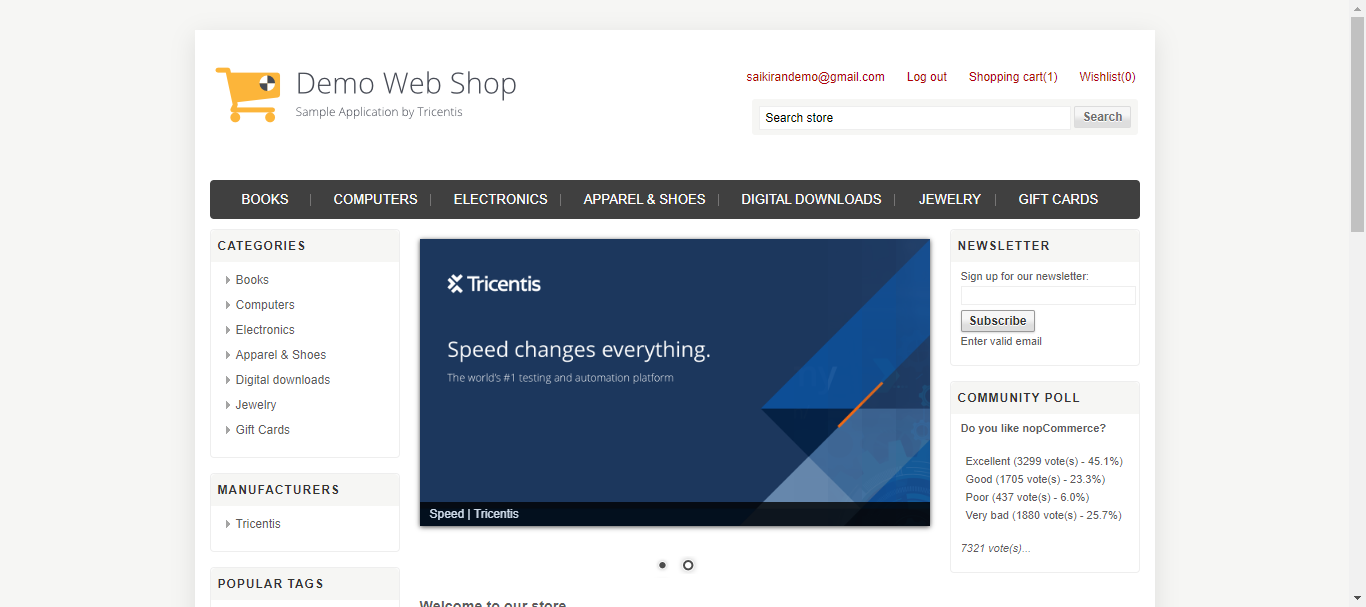 Demo Web Shop
Sample Application by Tricentis
saikirandemo@gmail.com Log out Shopping cart(1) Wishlist(0)
Search store Search
BOOKS COMPUTERS ELECTRONICS APPAREL & SHOES DIGITAL DOWNLOADS JEWELRY GIFT CARDS
CATEGORIES
Books
Computers
Electronics
Apparel & Shoes
Digital downloads
Jewelry
Gift Cards
MANUFACTURERS
Tricentis
POPULAR TAGS
Tricentis
Speed changes everything.
The world's #1 testing and automation platform
Speed | Tricentis
Welcome to our store
NEWSLETTER
Sign up for our newsletter:
Subscribe
Enter valid email
COMMUNITY POLL
Do you like nopCommerce?
Excellent (3299 vote(s) - 45.1%)
Good (1705 vote(s) - 23.3%)
Poor (437 vote(s) - 6.0%)
Very bad (1880 vote(s) - 25.7%)
7321 vote(s)...